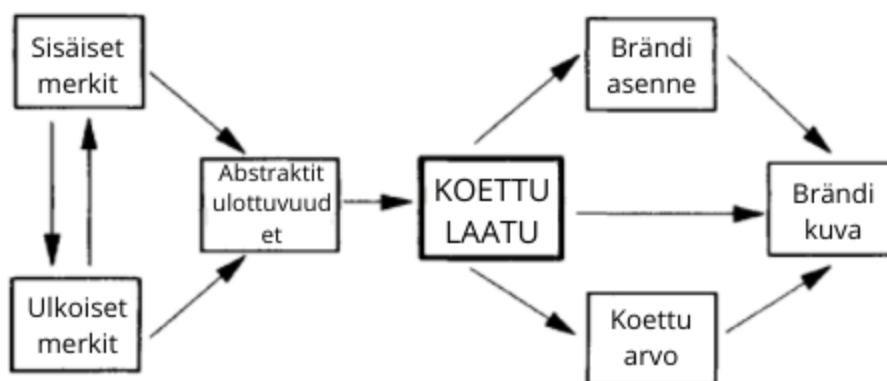 Sisäiset
merkit
Ulkoiset
merkit
Abstraktit
ulottuvuud
et
KOETTU
LAATU
Brändi
asenne
Koettu
arvo
Brändi
kuva